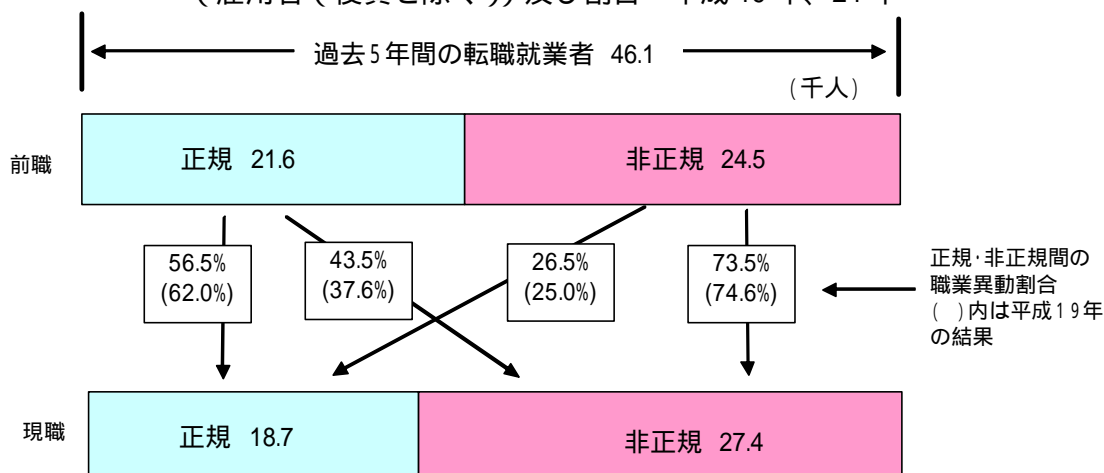 過去5年間の転職就業者 46.1
(千人)
前職
正規 21.6
非正規 24.5
56.5%
(62.0%)
43.5%
(37.6%)
26.5%
(25.0%)
73.5%
(74.6%)
正規・非正規間の
職業異動割合
( )内は平成19年
の結果
現職
正規 18.7
非正規 27.4